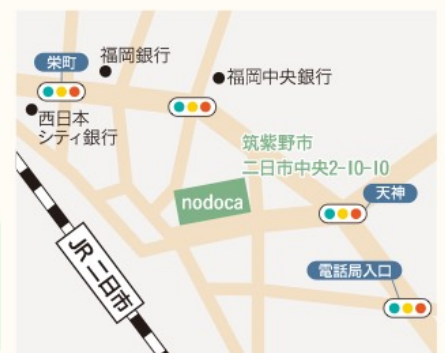 栄町
福岡銀行
福岡中央銀行
西日本
シティ銀行
筑紫野市
二日市中央2-10-10
nodoca
天神
JR 二日市
電話局入口